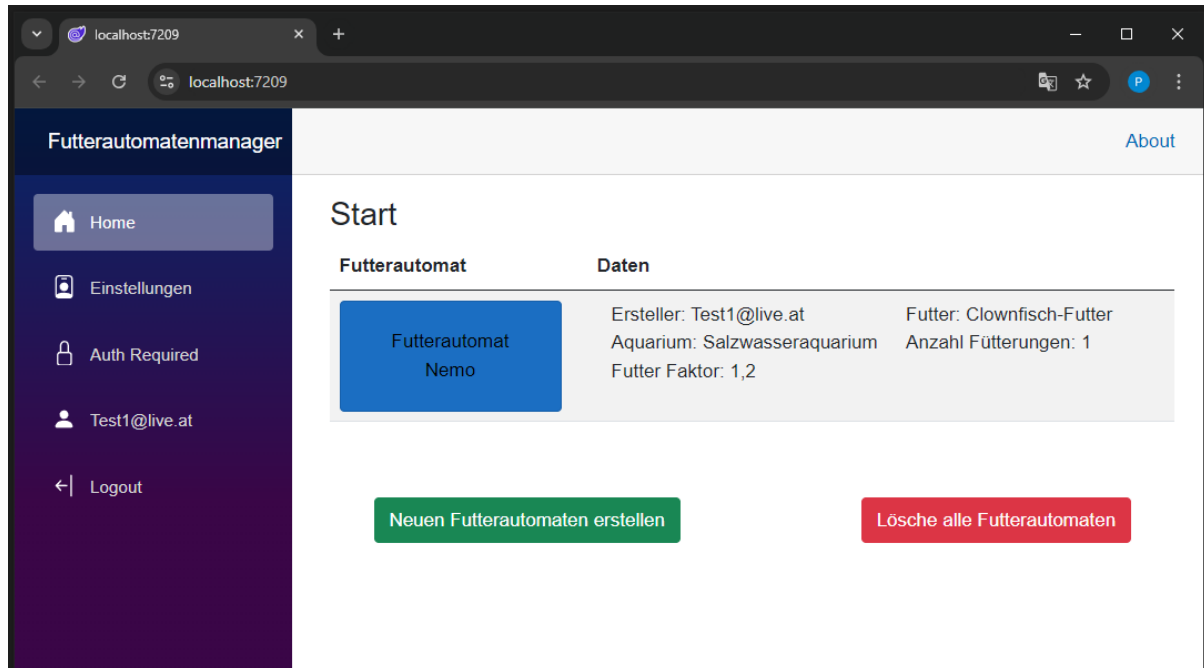 localhost:7209
localhost:7209
P
Futterautomatenmanager
About
Home
Einstellungen
Auth Required
Test1@live.at
Logout
Start
Futterautomat Daten
Futterautomat
Nemo
Ersteller: Test1@live.at
Aquarium: Salzwasseraquarium
Futter Faktor: 1,2
Futter: Clownfisch-Futter
Anzahl Fütterungen: 1
Neuen Futterautomaten erstellen
Lösche alle Futterautomaten